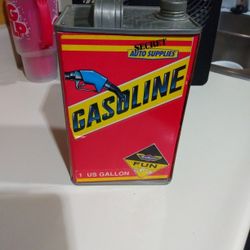 SECRET
AUTO SUPPLIES
GASOLINE
FUN
1 US GALLON